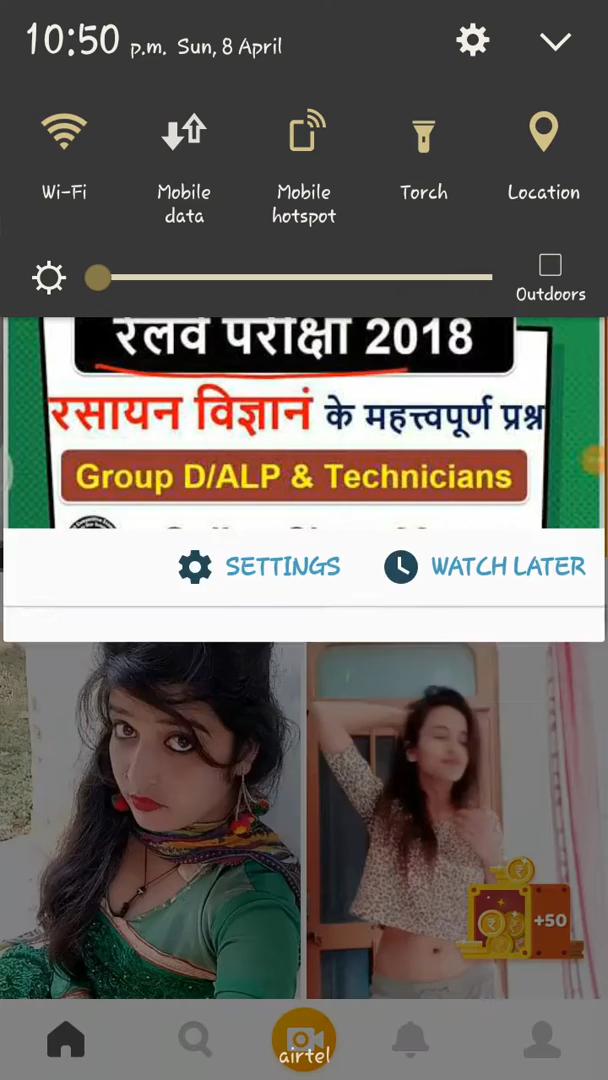 10:50 p.m. Sun, 8 April
Wi-Fi
Mobile data
Mobile hotspot
Torch
Location
Outdoors
रेलवे परीक्षा 2018
रसायन विज्ञानं के महत्त्वपूर्ण प्रश्न
Group D/ALP & Technicians
SETTINGS
WATCH LATER
+50
airtel